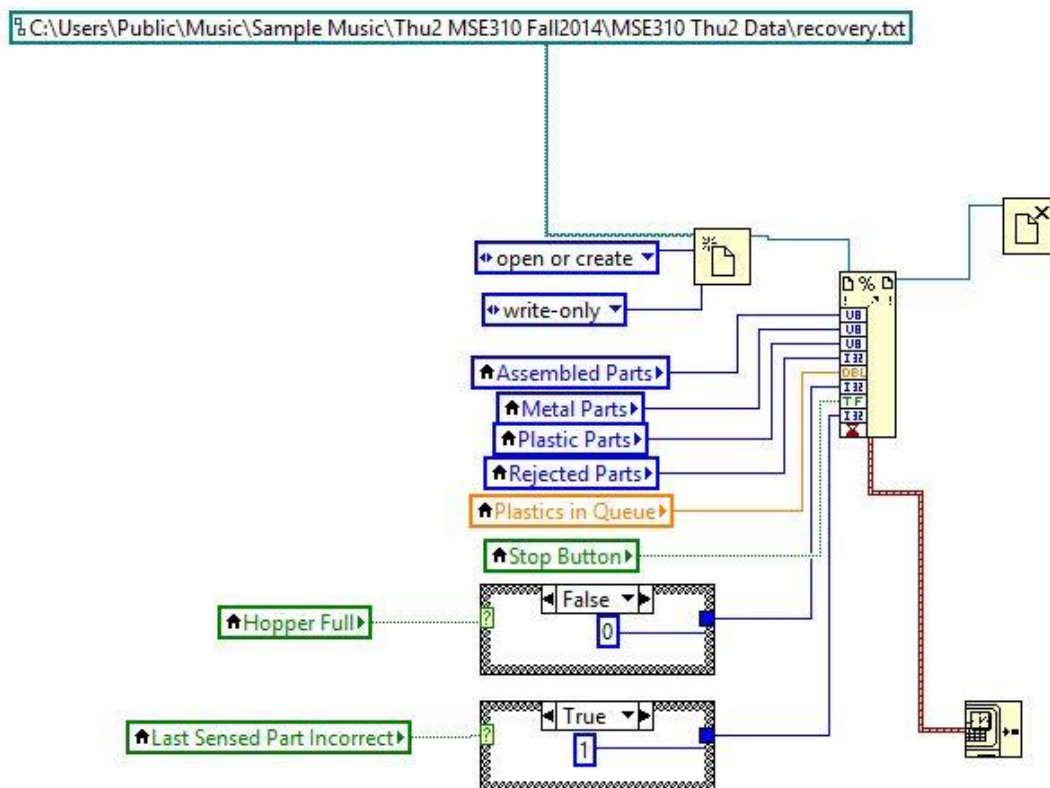 C:\Users\Public\Music\Sample Music\Thu2 MSE310 Fall2014\MSE310 Thu2 Data\recovery.txt
open or create
write-only
%
! !
U8
U8
U8
I32
DBL
I32
TF
I32
Assembled Parts
Metal Parts
Plastic Parts
Rejected Parts
Plastics in Queue
Stop Button
Hopper Full
?
False
0
Last Sensed Part Incorrect
?
True
1
+=